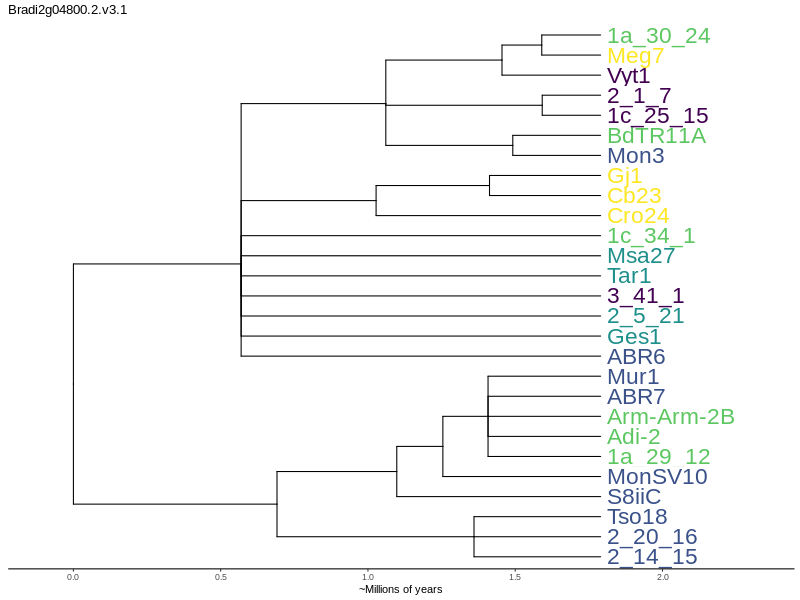 Bradi2g04800.2.v3.1
1a_30_24
Meg7
Vyt1
2_1_7
1c_25_15
BdTR11A
Mon3
Gj1
Cb23
Cro24
1c_34_1
Msa27
Tar1
3_41_1
2_5_21
Ges1
ABR6
Mur1
ABR7
Arm-Arm-2B
Adi-2
1a_29_12
MonSV10
S8iiC
Tso18
2_20_16
2_14_15
0.0 0.5 1.0 1.5 2.0
~Millions of years